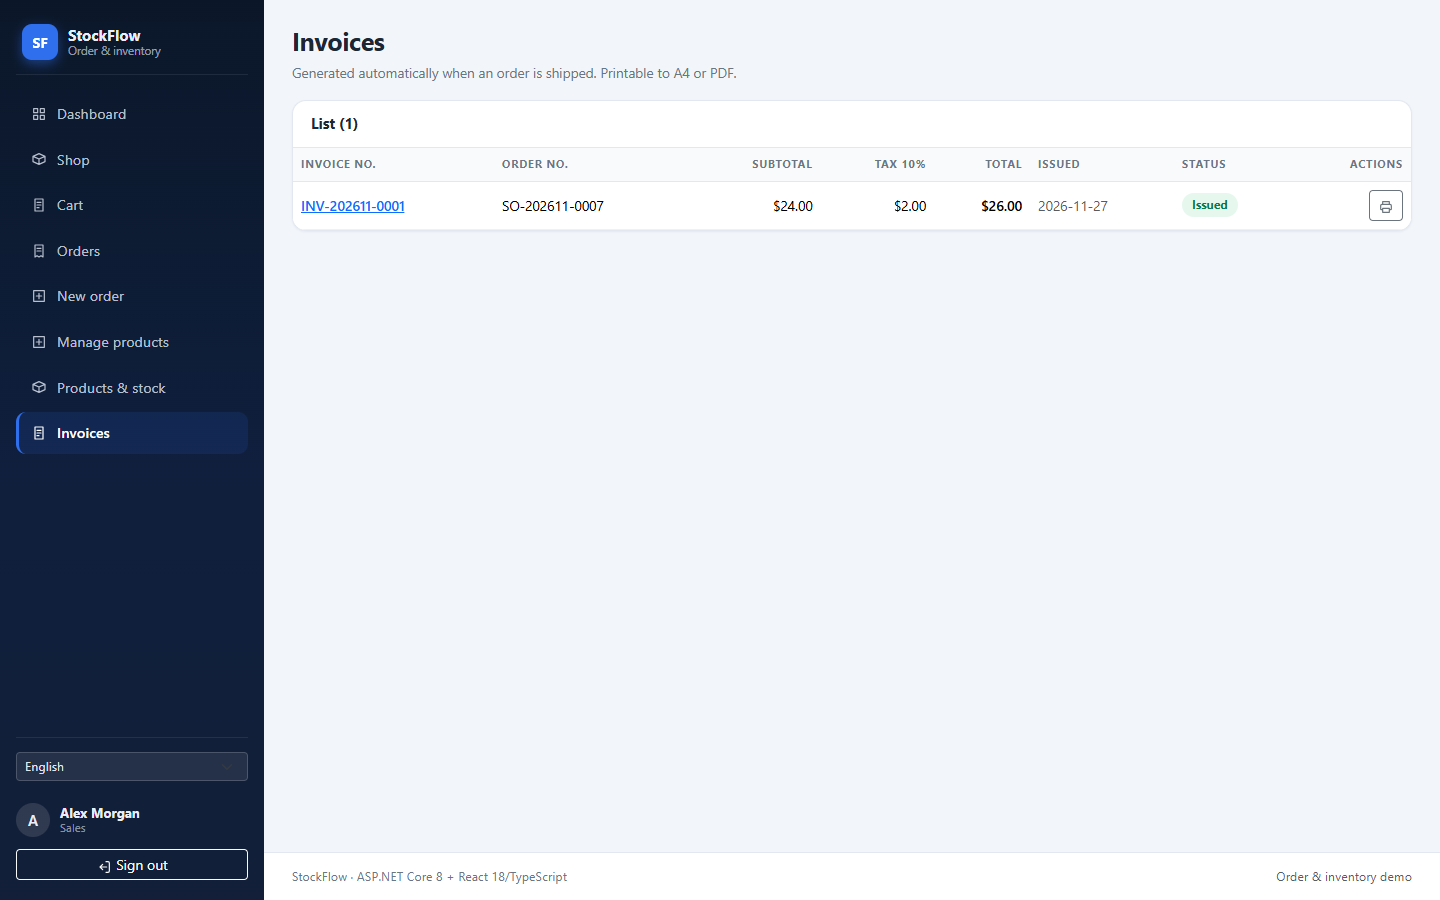 SF
StockFlow
Order & inventory
Dashboard
Shop
Cart
Orders
New order
Manage products
Products & stock
Invoices
English
A
Alex Morgan
Sales
Sign out
Invoices
Generated automatically when an order is shipped. Printable to A4 or PDF.
List (1)
INVOICE NO. ORDER NO. SUBTOTAL TAX 10% TOTAL ISSUED STATUS ACTIONS
INV-202611-0001 SO-202611-0007 $24.00 $2.00 $26.00 2026-11-27 Issued
StockFlow · ASP.NET Core 8 + React 18/TypeScript
Order & inventory demo